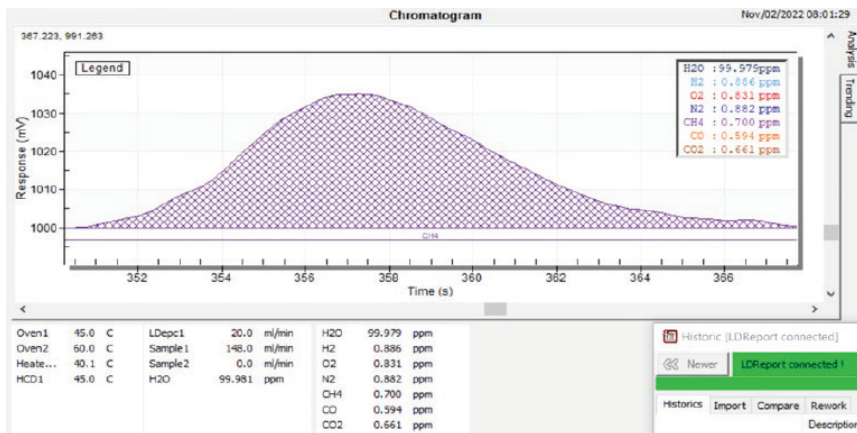 Chromatogram Nov/02/2022 08:01:29
367.223, 991.263
Legend
H2O :99.979ppm
H2 :0.886 ppm
O2 :0.831 ppm
N2 :0.882 ppm
CH4 :0.700 ppm
CO :0.594 ppm
CO2 :0.661 ppm
Analysis
Trending
Response (mV)
1040
1030
1020
1010
1000
CH4
352 354 356 358 360 362 364 366
Time (s)
Oven1 45.0 C LDepc1 20.0 ml/min H2O 99.979 ppm
Oven2 60.0 C Sample1 148.0 ml/min H2 0.886 ppm
Heate... 40.1 C Sample2 0.0 ml/min O2 0.831 ppm
HCD1 45.0 C H2O 99.981 ppm N2 0.882 ppm
CH4 0.700 ppm
CO 0.594 ppm
CO2 0.661 ppm
Historic [LDReport connected]
Newer LDReport connected !
Historics Import Compare Rework
Description